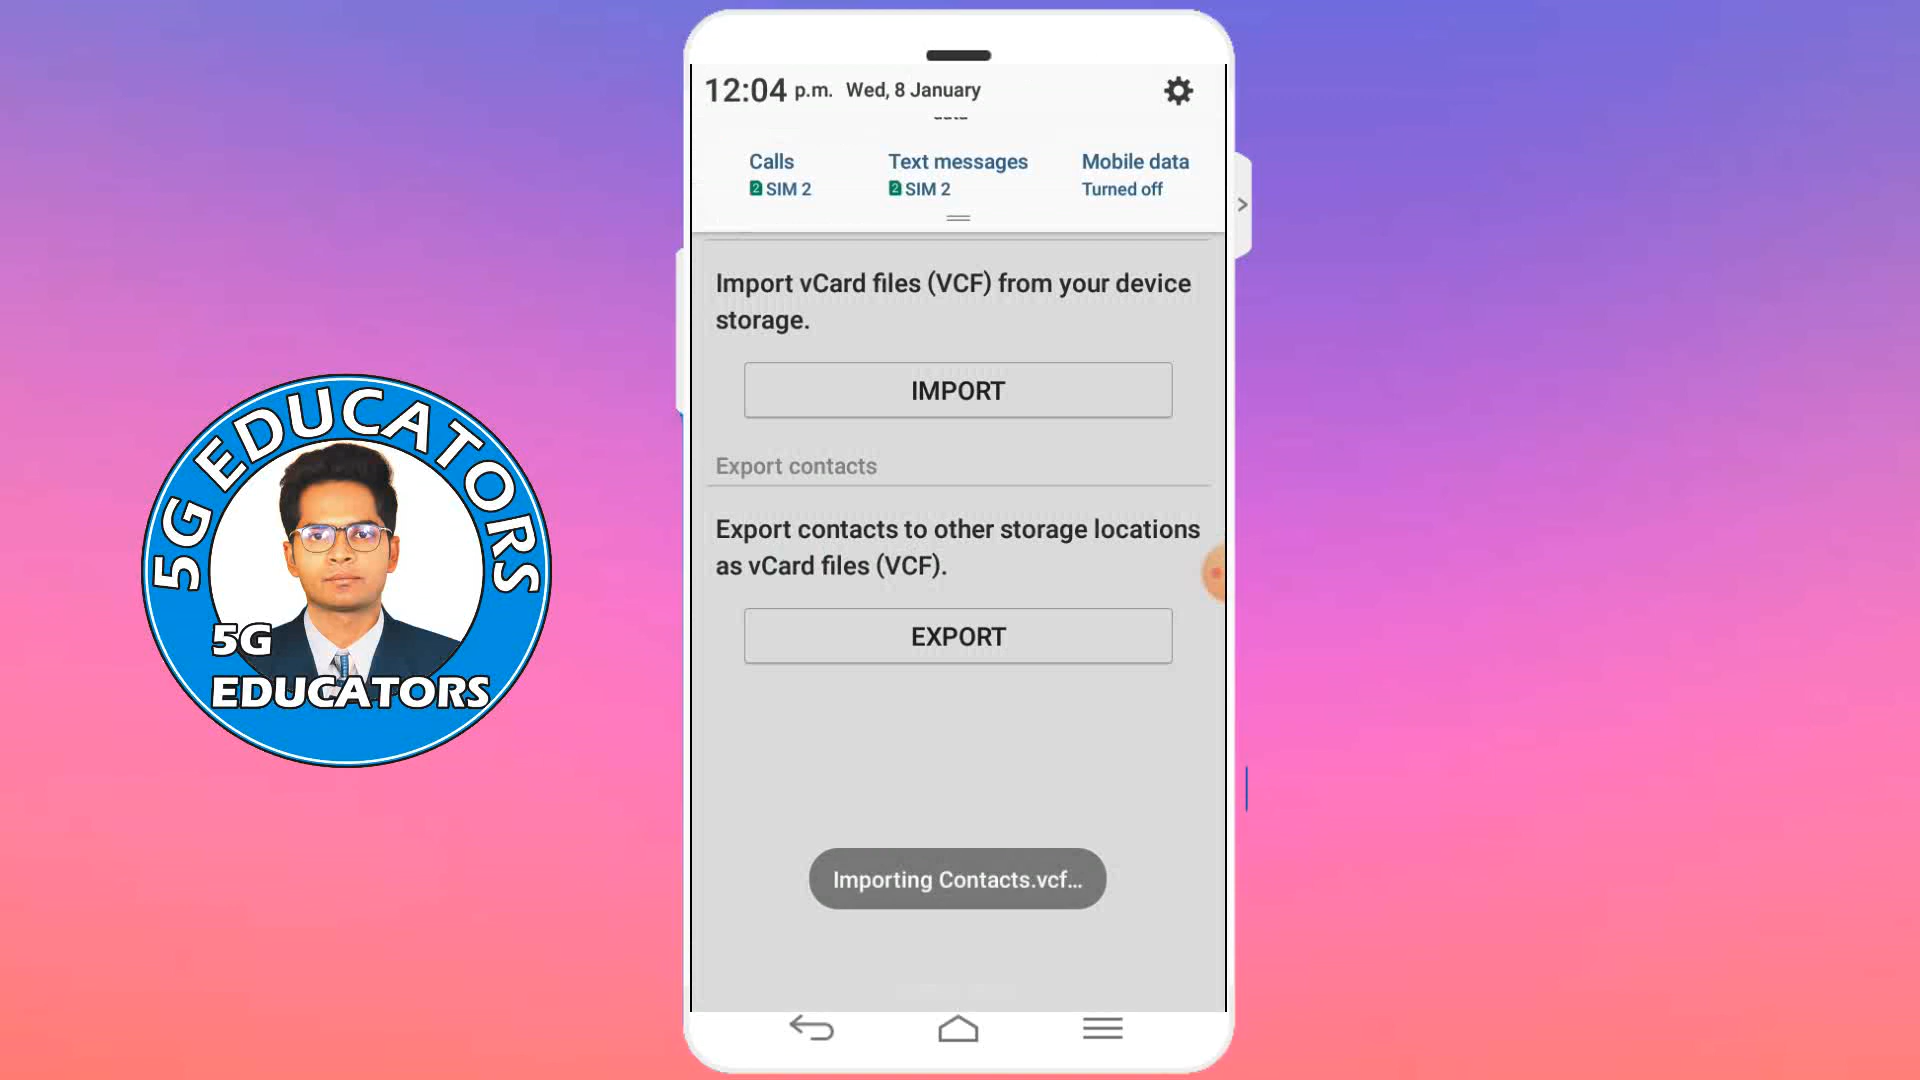 5G EDUCATORS
5G
EDUCATORS
12:04 p.m. Wed, 8 January
Calls
2 SIM 2
Text messages
2 SIM 2
Mobile data
Turned off
Import vCard files (VCF) from your device
storage.
IMPORT
Export contacts
Export contacts to other storage locations
as vCard files (VCF).
EXPORT
Importing Contacts.vcf...